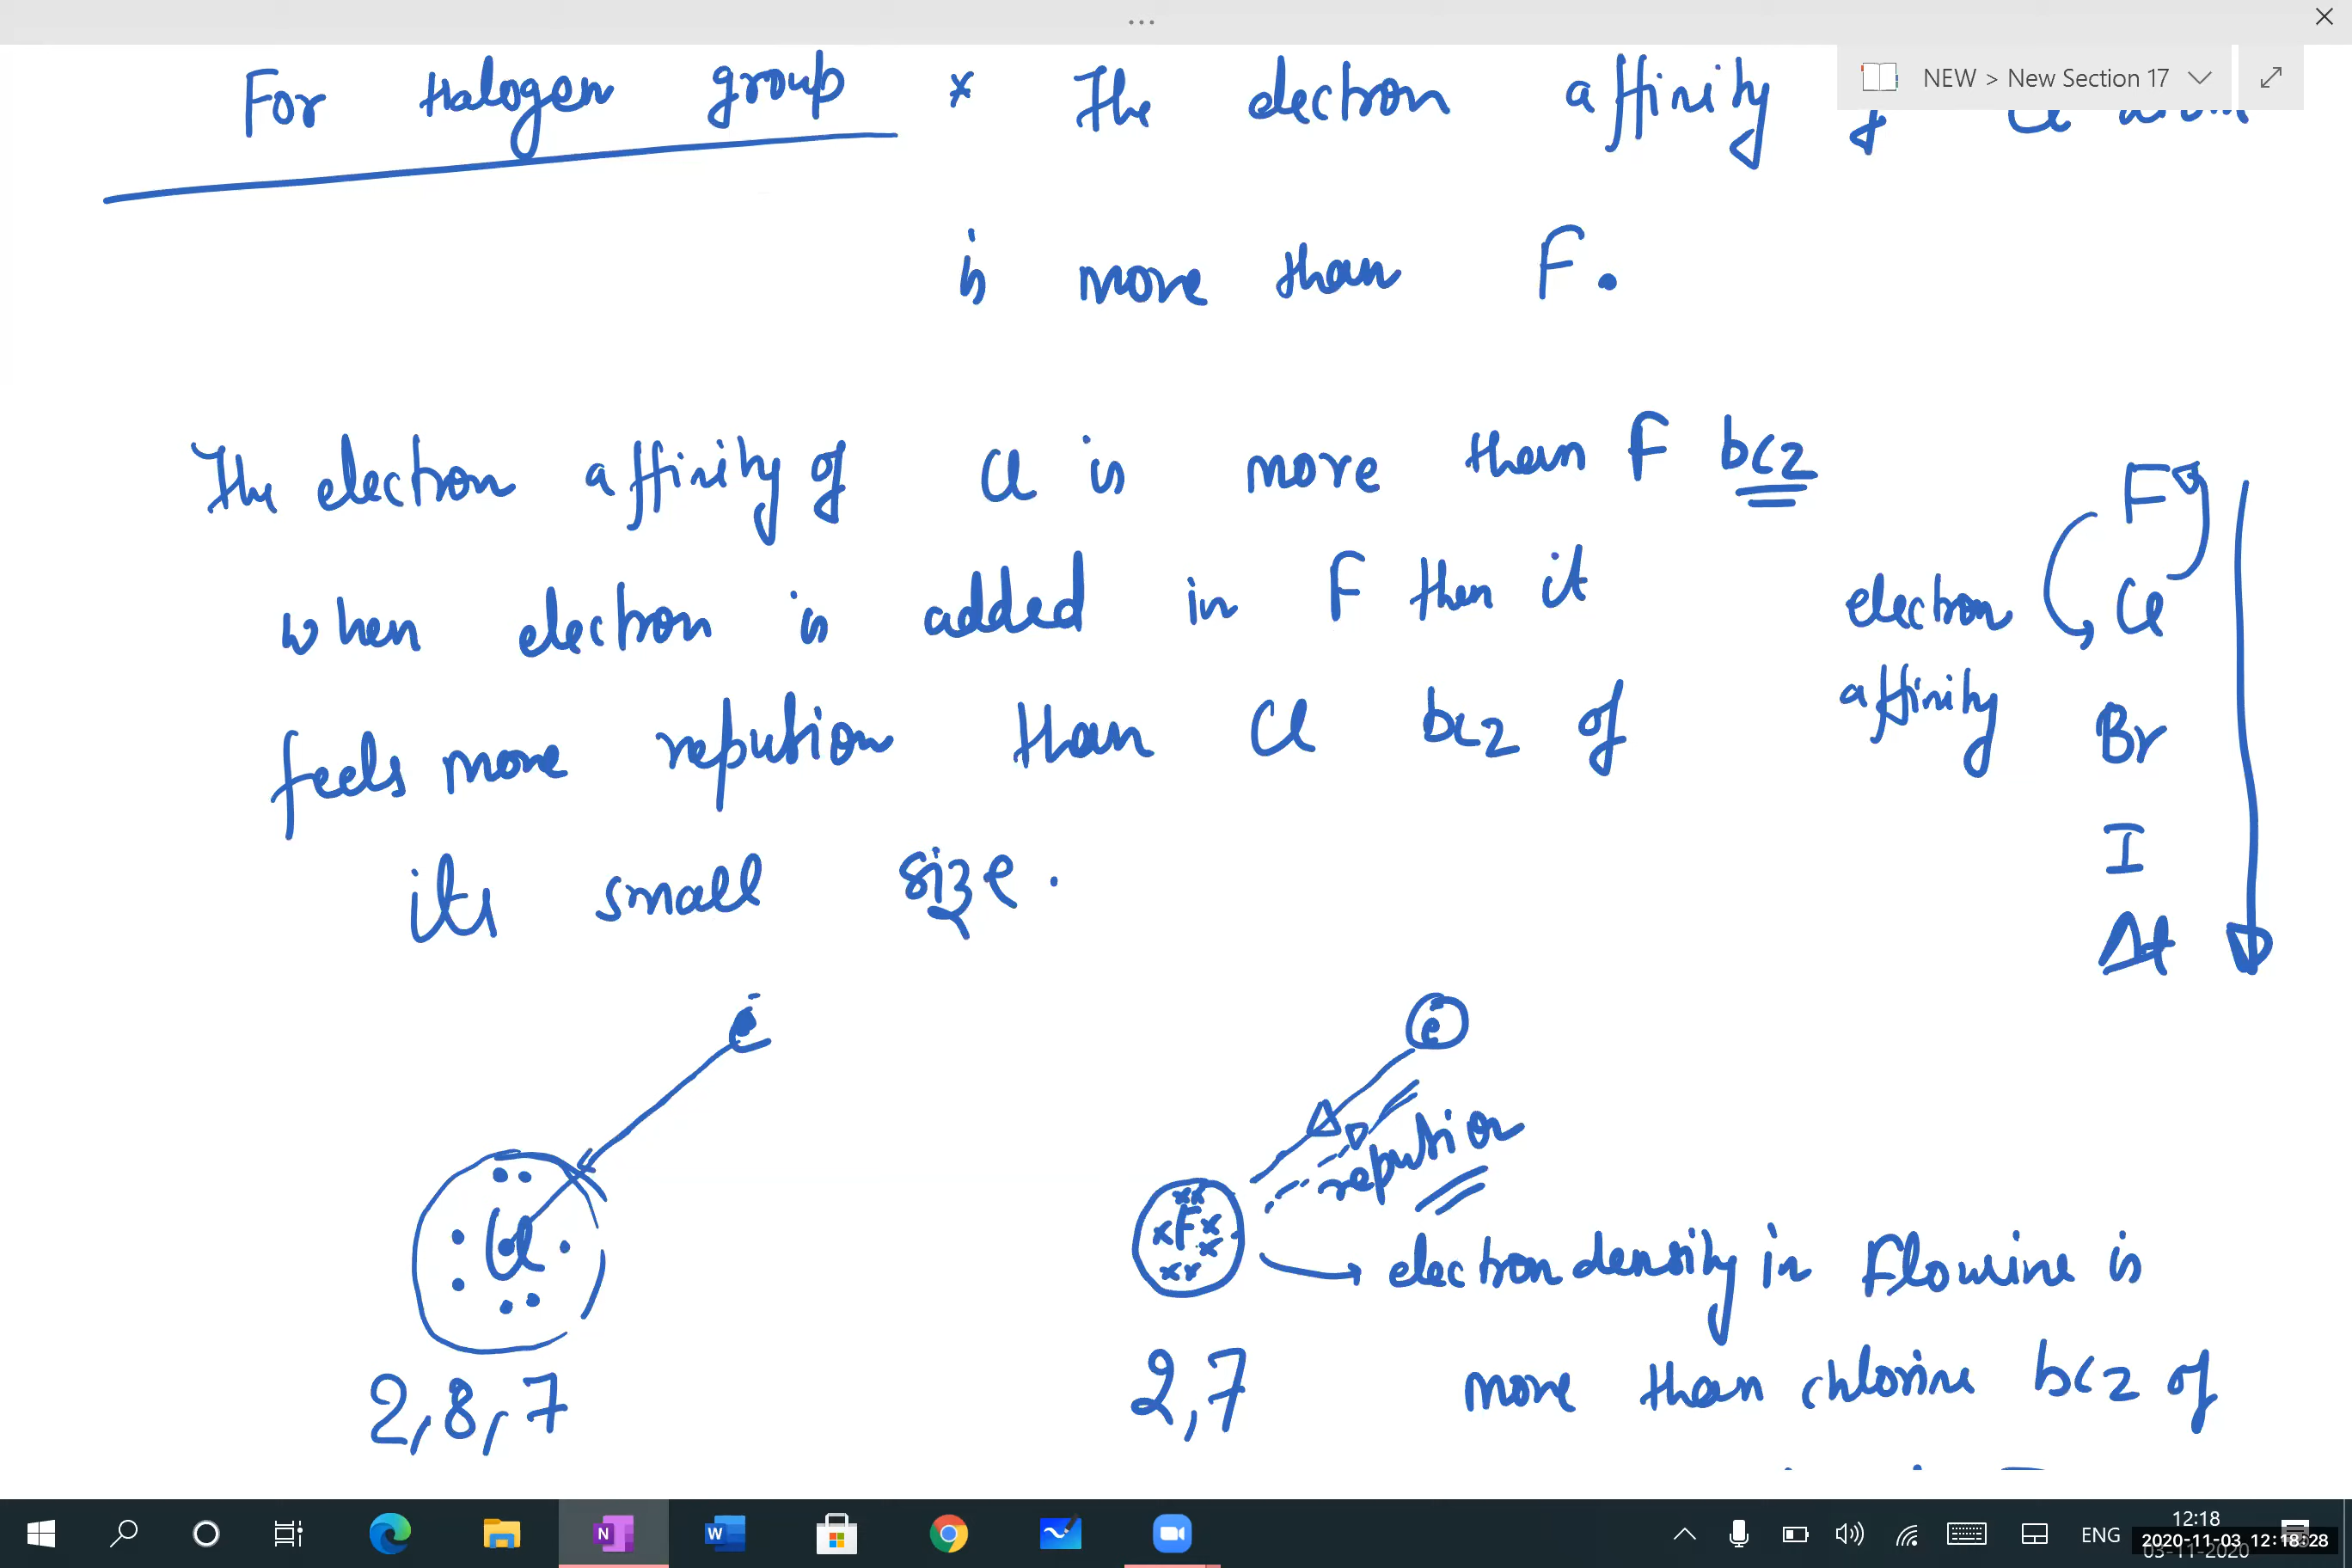 ...
NEW > New Section 17
For Halogen group * The electron affinity of Cl atom
is more than F.
The electron affinity of Cl is more than F bcz
when electron is added in F then it
feels more repulsion than Cl bcz of
its small size.
electron
affinity
F
Cl
Br
I
At
e
e
repulsion
Cl
F
electron density in Flourine is
more than chlorine bcz of
2,8,7
2,7
N
W
ENG
12:18
03-11-2020
2020-11-03 12:18:28